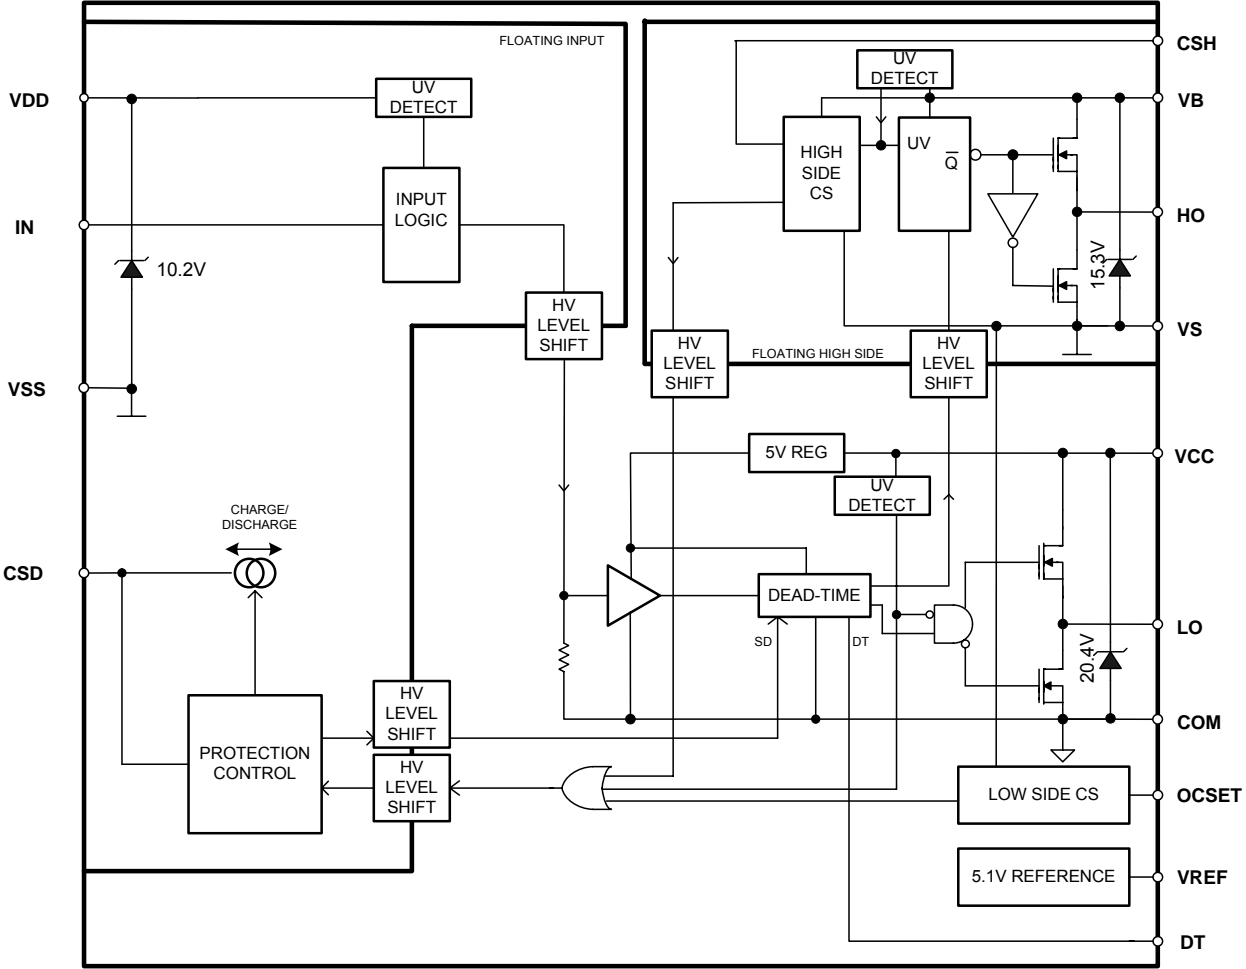 FLOATING INPUT
CSH
UV
DETECT
VB
VDD
UV
DETECT
HIGH
SIDE
CS
UV
Q̅
INPUT
LOGIC
IN
HO
10.2V
15.3V
HV
LEVEL
SHIFT
VS
HV
LEVEL
SHIFT
FLOATING HIGH SIDE
HV
LEVEL
SHIFT
VSS
5V REG
VCC
UV
DETECT
CHARGE/
DISCHARGE
CSD
DEAD-TIME
SD
DT
LO
20.4V
HV
LEVEL
SHIFT
COM
PROTECTION
CONTROL
HV
LEVEL
SHIFT
LOW SIDE CS
OCSET
5.1V REFERENCE
VREF
DT